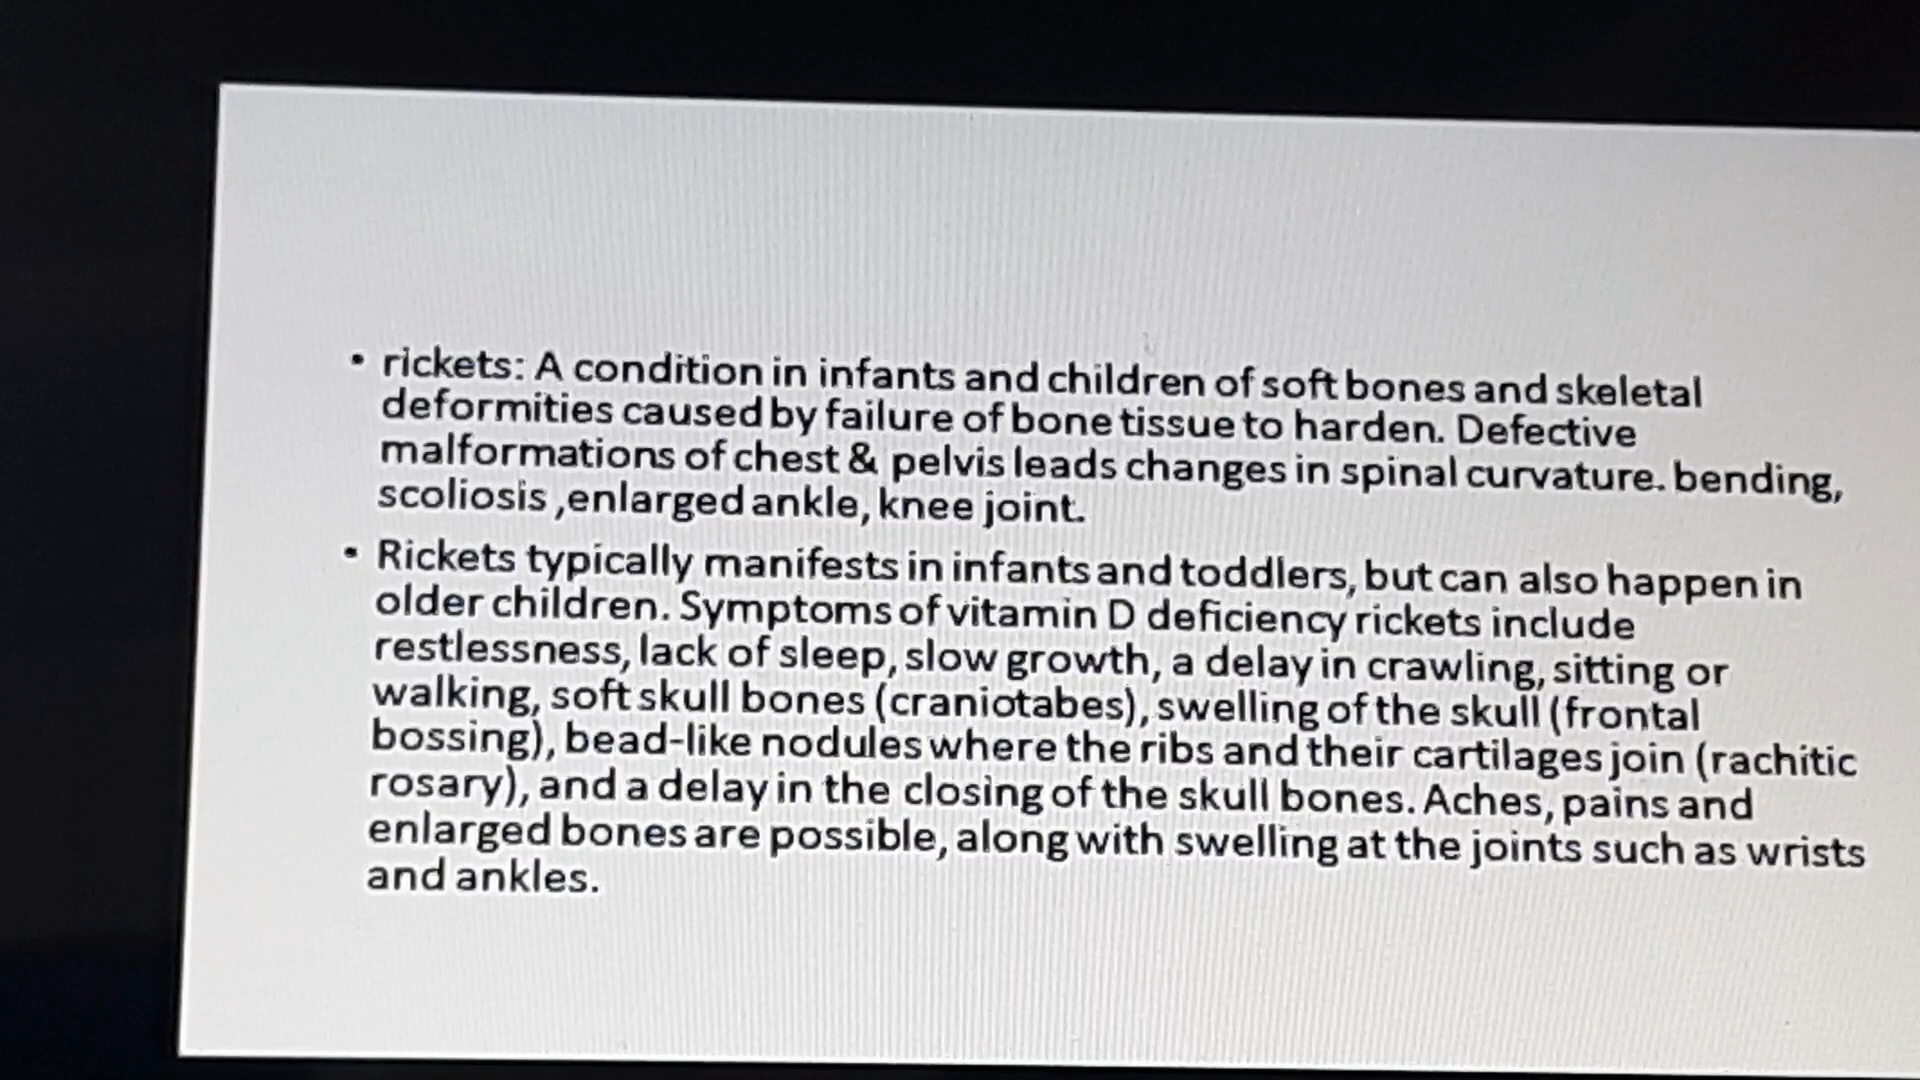 • rickets: A condition in infants and children of soft bones and skeletal
deformities caused by failure of bone tissue to harden. Defective
malformations of chest & pelvis leads changes in spinal curvature. bending,
scoliosis ,enlarged ankle, knee joint.
• Rickets typically manifests in infants and toddlers, but can also happen in
older children. Symptoms of vitamin D deficiency rickets include
restlessness, lack of sleep, slow growth, a delay in crawling, sitting or
walking, soft skull bones (craniotabes), swelling of the skull (frontal
bossing), bead-like nodules where the ribs and their cartilages join (rachitic
rosary), and a delay in the closing of the skull bones. Aches, pains and
enlarged bones are possible, along with swelling at the joints such as wrists
and ankles.